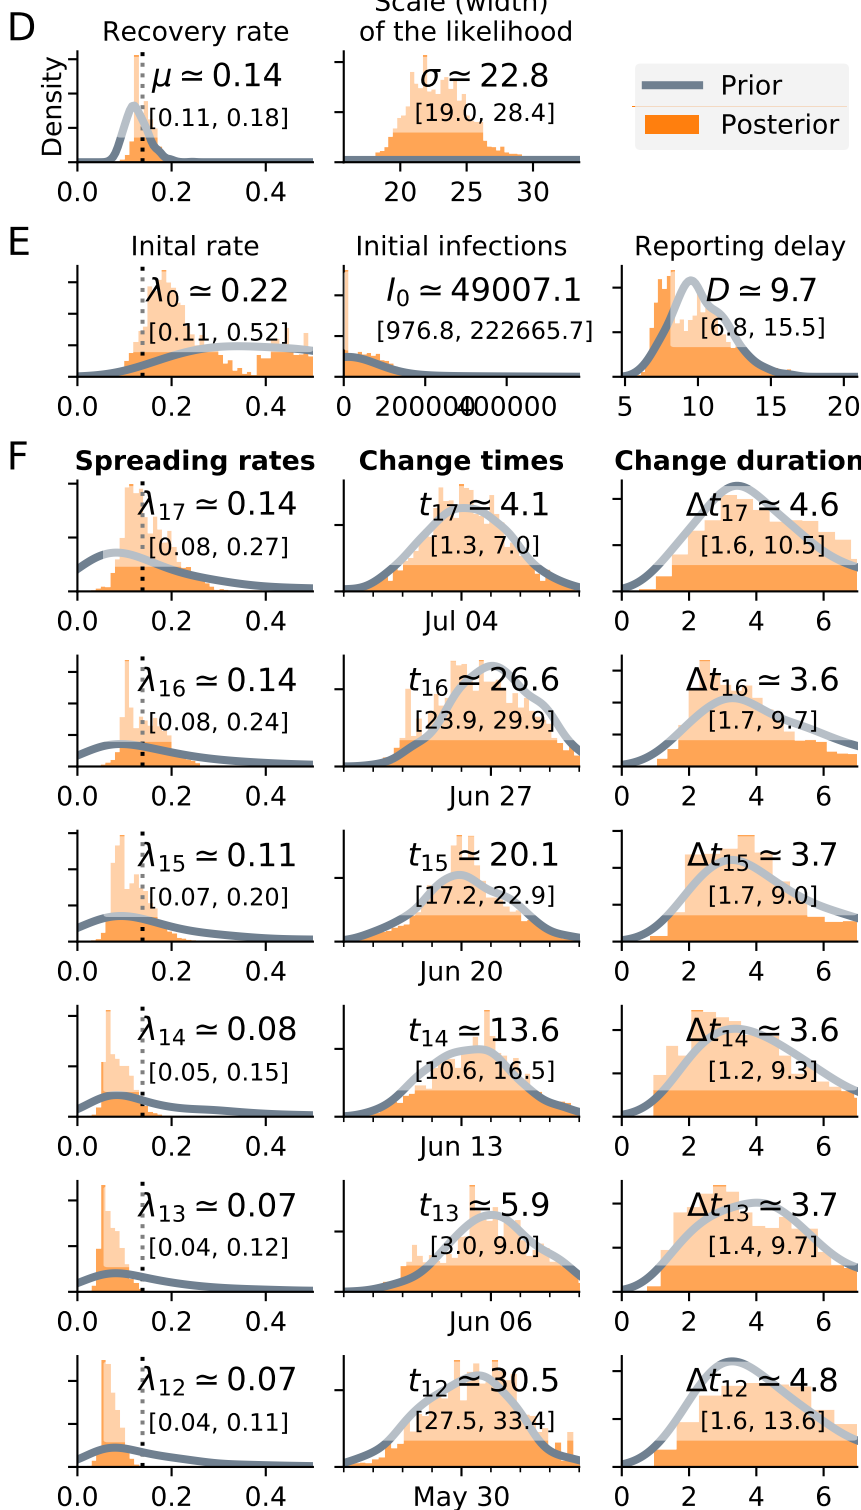 D
Recovery rate
Scale (width)
of the likelihood
Density
μ ≃ 0.14
[0.11, 0.18]
σ ≃ 22.8
[19.0, 28.4]
Prior
Posterior
0.0 0.2 0.4
20 25 30
E
Inital rate
Initial infections
Reporting delay
λ0 ≃ 0.22
[0.11, 0.52]
I0 ≃ 49007.1
[976.8, 222665.7]
D ≃ 9.7
[6.8, 15.5]
0.0 0.2 0.4
0 200000 400000
5 10 15 20
F
Spreading rates
Change times
Change duration
λ17 ≃ 0.14
[0.08, 0.27]
t17 ≃ 4.1
[1.3, 7.0]
Δt17 ≃ 4.6
[1.6, 10.5]
0.0 0.2 0.4
Jul 04
0 2 4 6
λ16 ≃ 0.14
[0.08, 0.24]
t16 ≃ 26.6
[23.9, 29.9]
Δt16 ≃ 3.6
[1.7, 9.7]
0.0 0.2 0.4
Jun 27
0 2 4 6
λ15 ≃ 0.11
[0.07, 0.20]
t15 ≃ 20.1
[17.2, 22.9]
Δt15 ≃ 3.7
[1.7, 9.0]
0.0 0.2 0.4
Jun 20
0 2 4 6
λ14 ≃ 0.08
[0.05, 0.15]
t14 ≃ 13.6
[10.6, 16.5]
Δt14 ≃ 3.6
[1.2, 9.3]
0.0 0.2 0.4
Jun 13
0 2 4 6
λ13 ≃ 0.07
[0.04, 0.12]
t13 ≃ 5.9
[3.0, 9.0]
Δt13 ≃ 3.7
[1.4, 9.7]
0.0 0.2 0.4
Jun 06
0 2 4 6
λ12 ≃ 0.07
[0.04, 0.11]
t12 ≃ 30.5
[27.5, 33.4]
Δt12 ≃ 4.8
[1.6, 13.6]
0.0 0.2 0.4
May 30
0 2 4 6